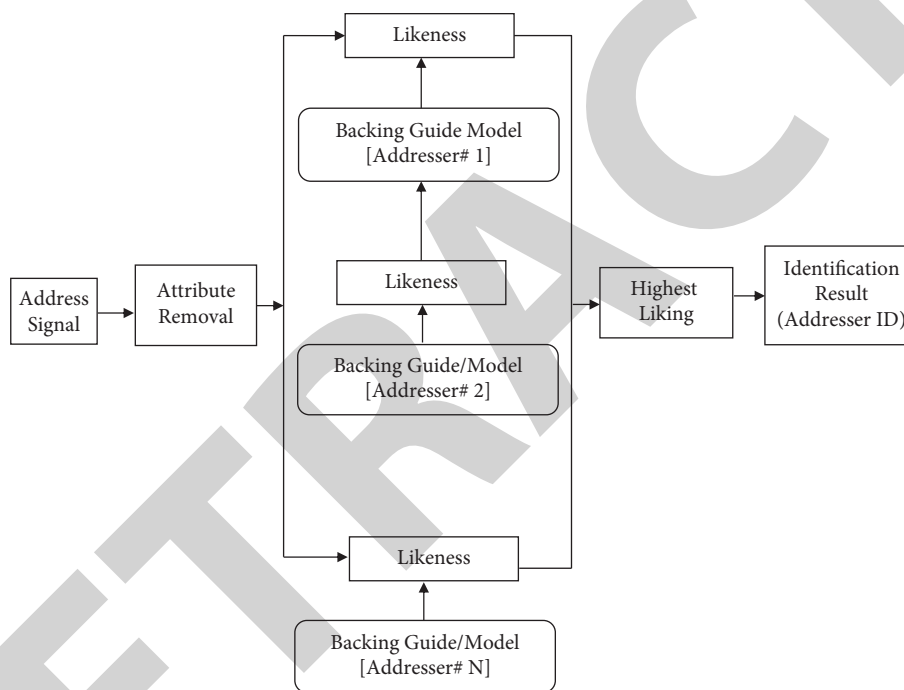 Likeness
Backing Guide Model
[Addresser# 1]
Likeness
Address
Signal
Attribute
Removal
Highest
Liking
Identification
Result
(Addresser ID)
Backing Guide/Model
[Addresser# 2]
Likeness
Backing Guide/Model
[Addresser# N]
ETRACT